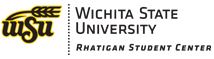 WSU
WICHITA STATE
UNIVERSITY
RHATIGAN STUDENT CENTER